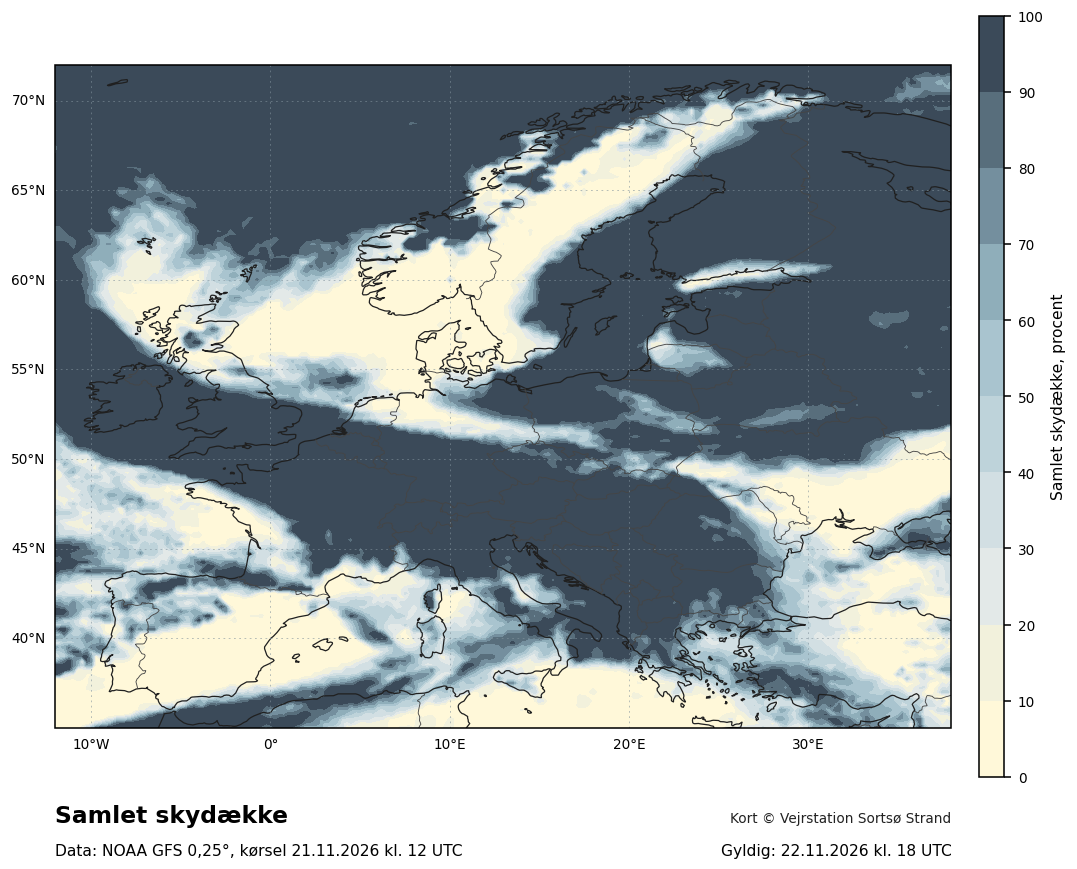 100
90
80
70
60
50
40
30
20
10
0
Samlet skydække, procent
70°N
65°N
60°N
55°N
50°N
45°N
40°N
10°W
0°
10°E
20°E
30°E
Samlet skydække
Kort © Vejrstation Sortsø Strand
Data: NOAA GFS 0,25°, kørsel 21.11.2026 kl. 12 UTC
Gyldig: 22.11.2026 kl. 18 UTC